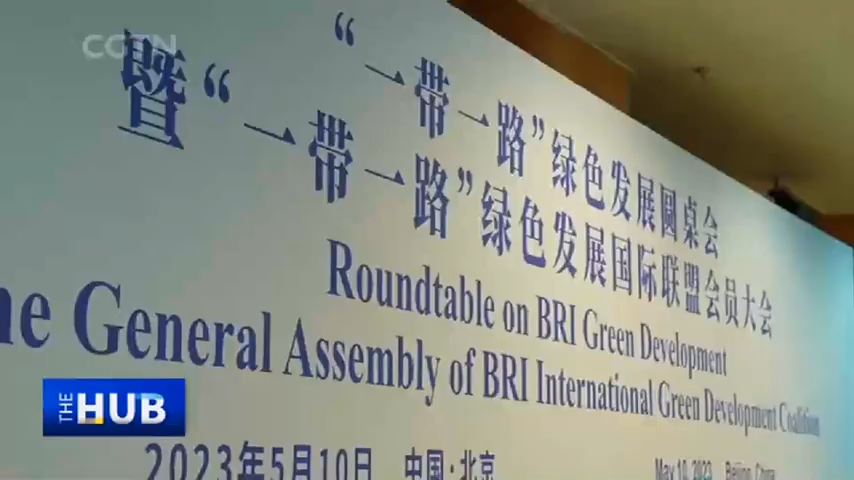 CGTN
“一带一路”绿色发展圆桌会
暨“一带一路”绿色发展国际联盟会员大会
Roundtable on BRI Green Development
General Assembly of BRI International Green Development Coalition
THE HUB
2023年5月10日 中国·北京
May 10, 2023 Beijing, China